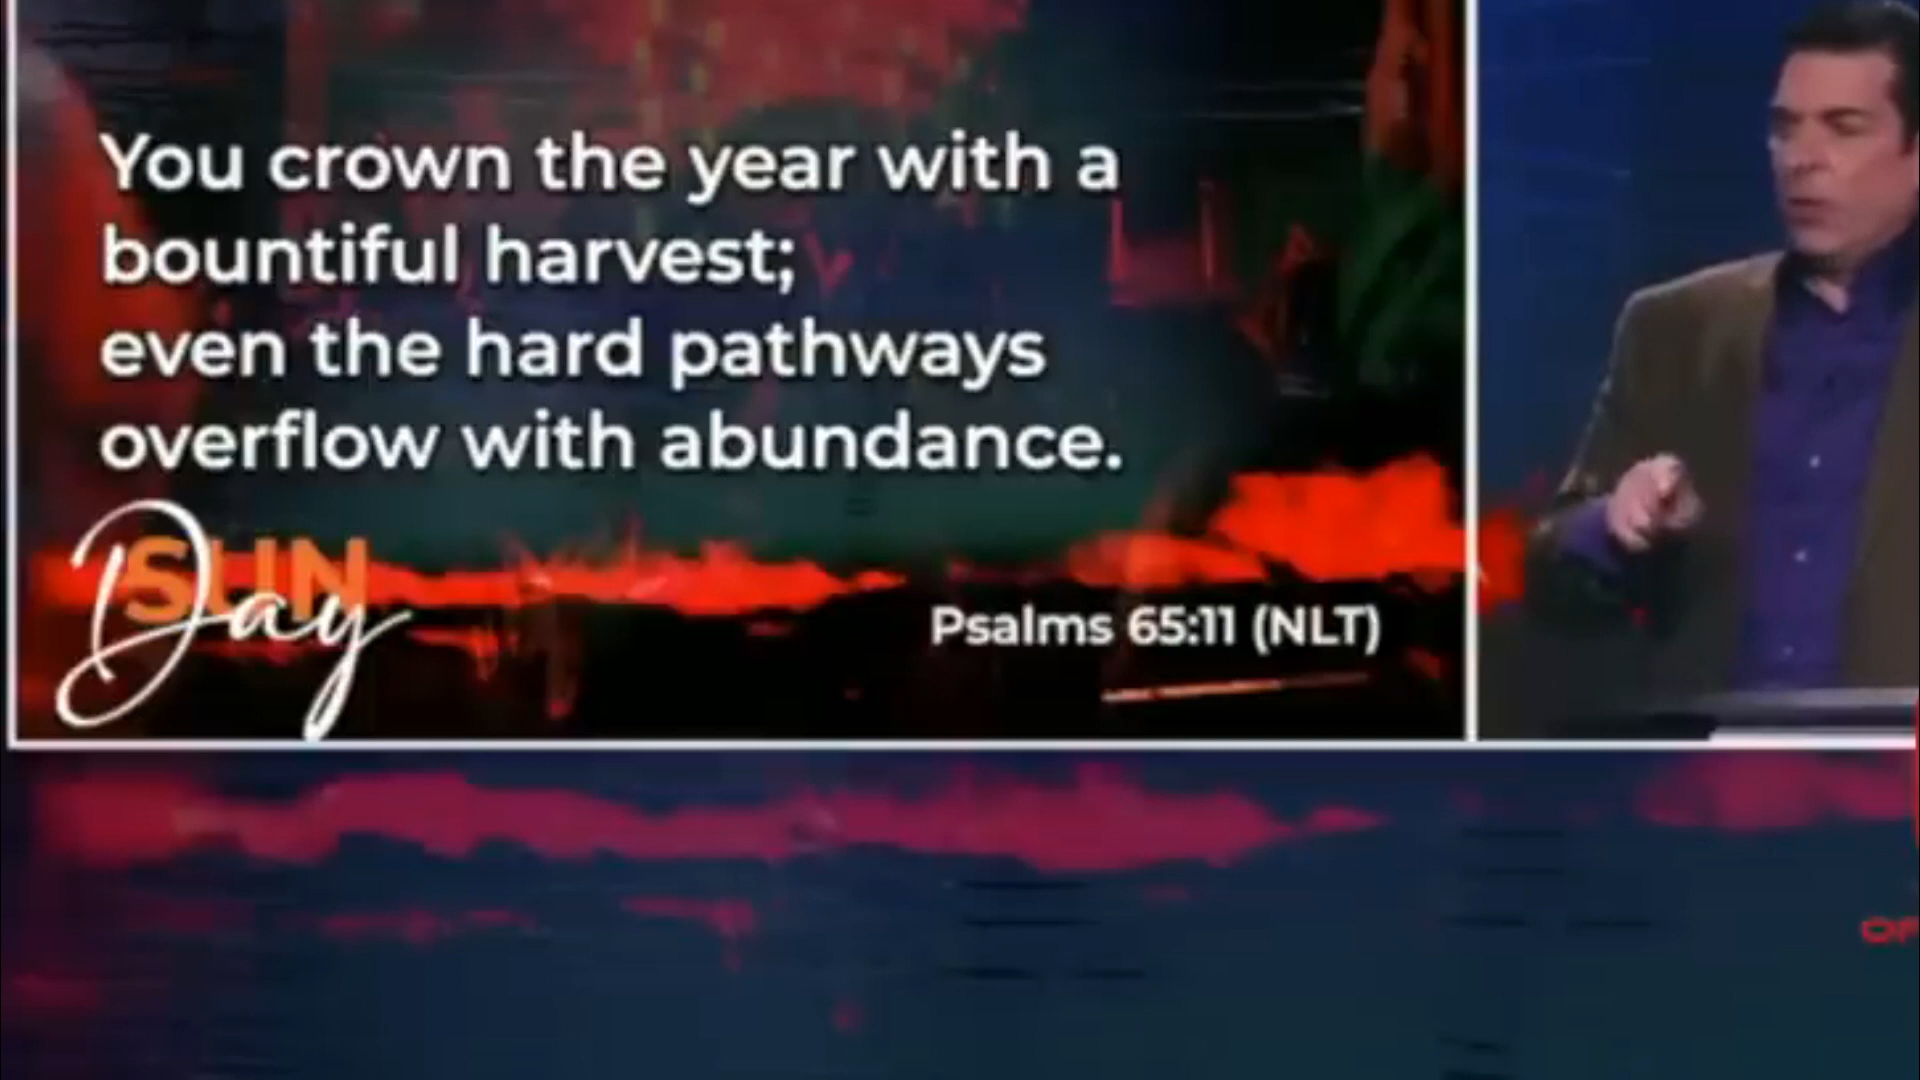 You crown the year with a
bountiful harvest;
even the hard pathways
overflow with abundance.
SUN
Day
Psalms 65:11 (NLT)